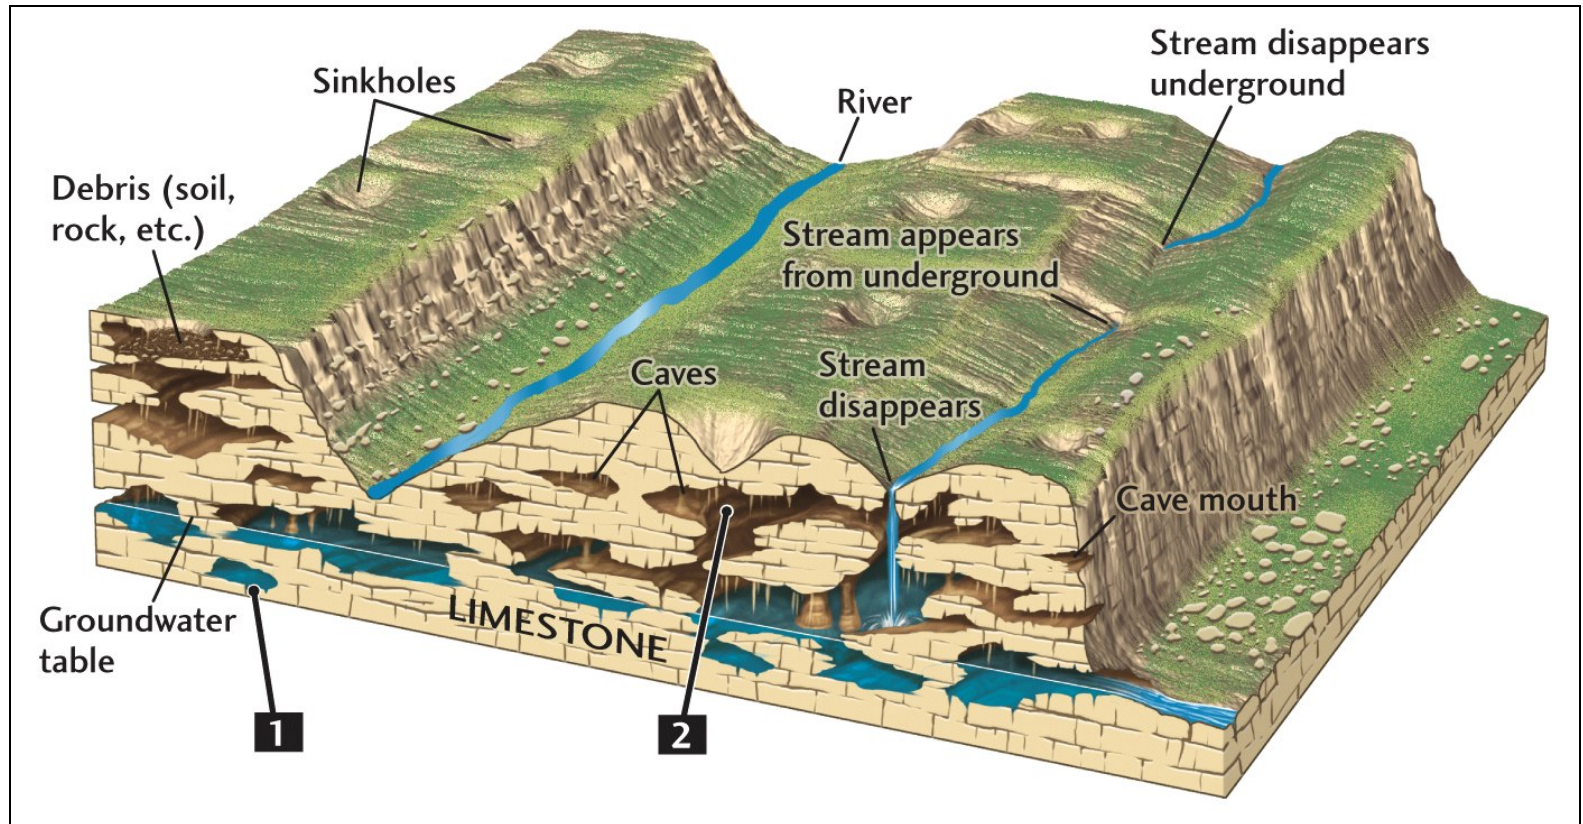 Sinkholes
River
Stream disappears
underground
Debris (soil,
rock, etc.)
Stream appears
from underground
Caves
Stream
disappears
Cave mouth
Groundwater
table
LIMESTONE
1
2